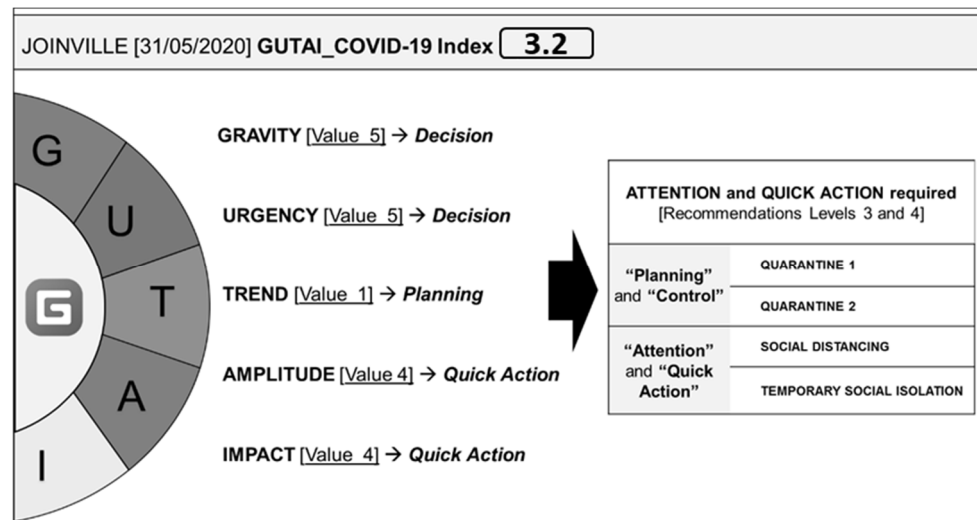 JOINVILLE [31/05/2020] GUTAI_COVID-19 Index 3.2
G
U
T
A
I
G
GRAVITY [Value 5] → Decision
URGENCY [Value 5] → Decision
TREND [Value 1] → Planning
AMPLITUDE [Value 4] → Quick Action
IMPACT [Value 4] → Quick Action
ATTENTION and QUICK ACTION required
[Recommendations Levels 3 and 4]
“Planning”
and “Control”
QUARANTINE 1
QUARANTINE 2
“Attention”
and “Quick
Action”
SOCIAL DISTANCING
TEMPORARY SOCIAL ISOLATION